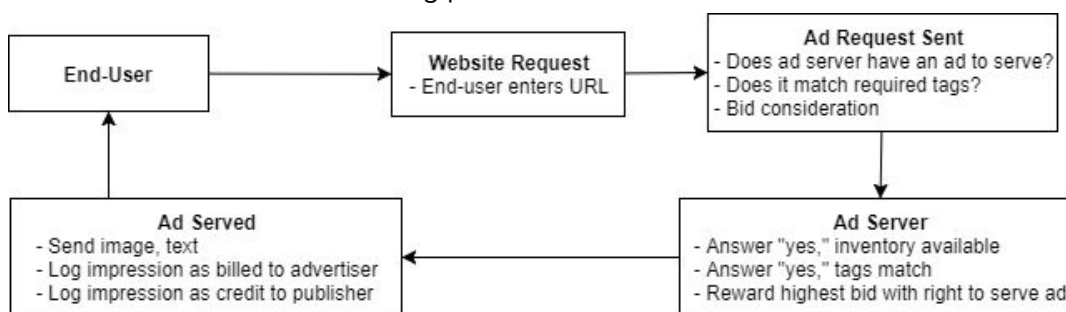 End-User
Website Request
- End-user enters URL
Ad Request Sent
- Does ad server have an ad to serve?
- Does it match required tags?
- Bid consideration
Ad Server
- Answer "yes," inventory available
- Answer "yes," tags match
- Reward highest bid with right to serve ad
Ad Served
- Send image, text
- Log impression as billed to advertiser
- Log impression as credit to publisher